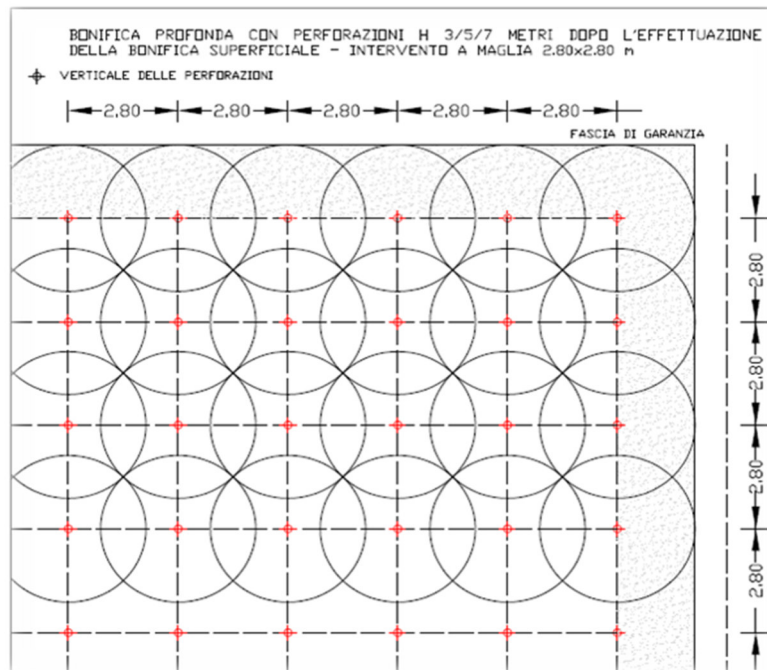 BONIFICA PROFONDA CON PERFORAZIONI H 3/5/7 METRI DOPO L'EFFETTUAZIONE
DELLA BONIFICA SUPERFICIALE - INTERVENTO A MAGLIA 2.80x2.80 m
VERTICALE DELLE PERFORAZIONI
2.80 2.80 2.80 2.80 2.80
FASCIA DI GARANZIA
2.80
2.80
2.80
2.80